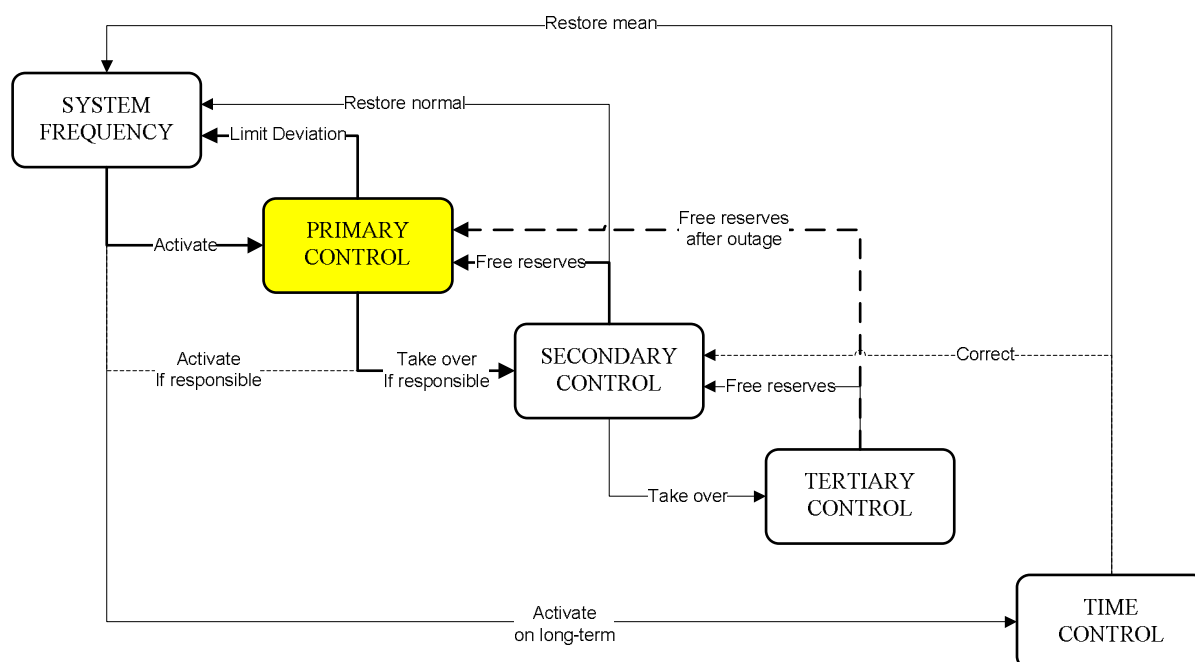 Restore mean
SYSTEM
FREQUENCY
Restore normal
Limit Deviation
PRIMARY
CONTROL
Activate
Free reserves
after outage
Free reserves
Activate
If responsible
Take over
If responsible
SECONDARY
CONTROL
Correct
Free reserves
TERTIARY
CONTROL
Take over
Activate
on long-term
TIME
CONTROL